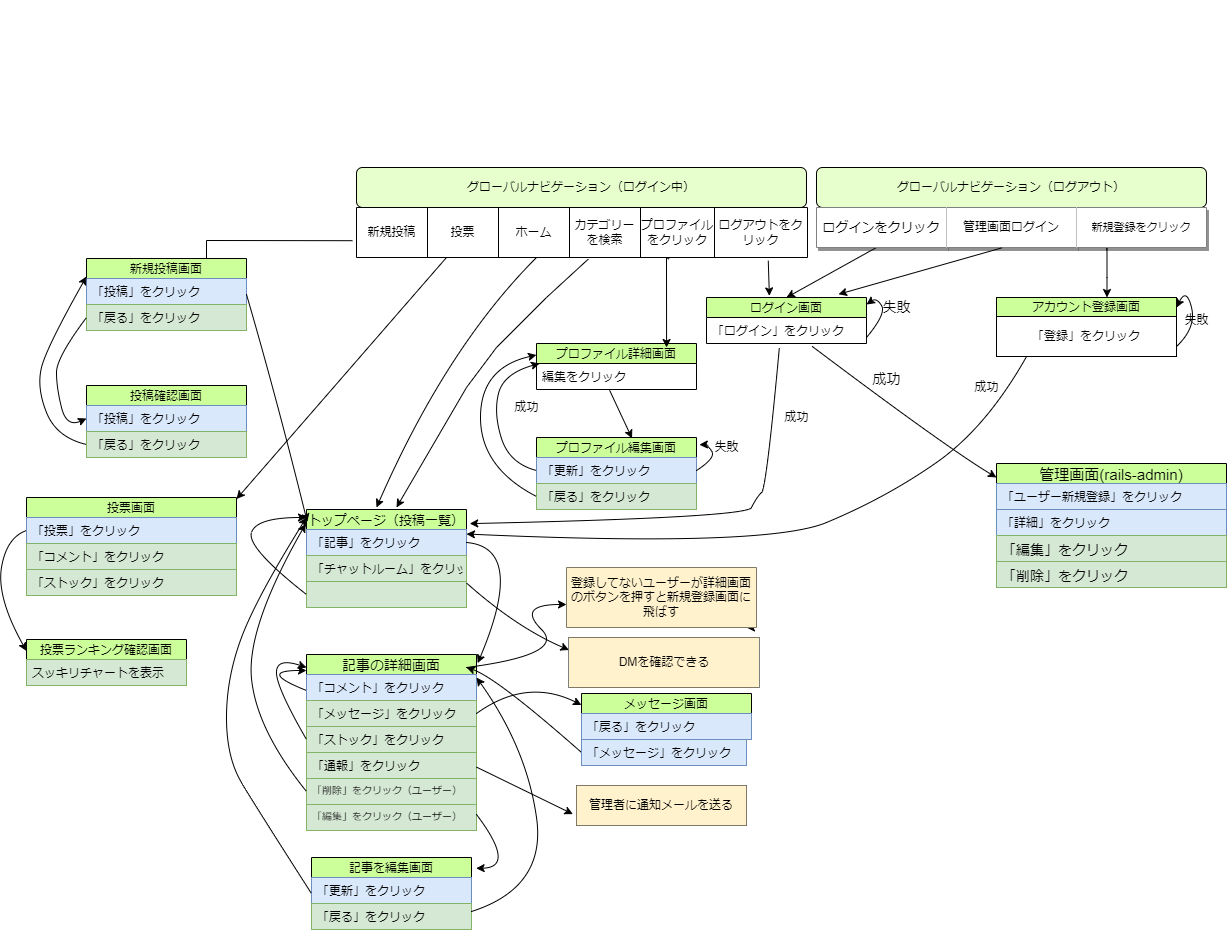 グローバルナビゲーション（ログイン中）
グローバルナビゲーション（ログアウト）
新規投稿
投票
ホーム
カテゴリー
を検索
プロファイル
をクリック
ログアウトをク
リック
ログインをクリック
管理画面ログイン
新規登録をクリック
新規投稿画面
「投稿」をクリック
「戻る」をクリック
ログイン画面
「ログイン」をクリック
失敗
アカウント登録画面
「登録」をクリック
失敗
プロファイル詳細画面
編集をクリック
成功
成功
成功
成功
投稿確認画面
「投稿」をクリック
「戻る」をクリック
プロファイル編集画面
「更新」をクリック
「戻る」をクリック
失敗
管理画面(rails-admin)
「ユーザー新規登録」をクリック
「詳細」をクリック
「編集」をクリック
「削除」をクリック
投票画面
「投票」をクリック
「コメント」をクリック
「ストック」をクリック
トップページ（投稿一覧）
「記事」をクリック
「チャットルーム」をクリッ
登録してないユーザーが詳細画面
のボタンを押すと新規登録画面に
飛ばす
DMを確認できる
投票ランキング確認画面
スッキリチャートを表示
記事の詳細画面
「コメント」をクリック
「メッセージ」をクリック
「ストック」をクリック
「通報」をクリック
「削除」をクリック（ユーザー）
「編集」をクリック（ユーザー）
メッセージ画面
「戻る」をクリック
「メッセージ」をクリック
管理者に通知メールを送る
記事を編集画面
「更新」をクリック
「戻る」をクリック